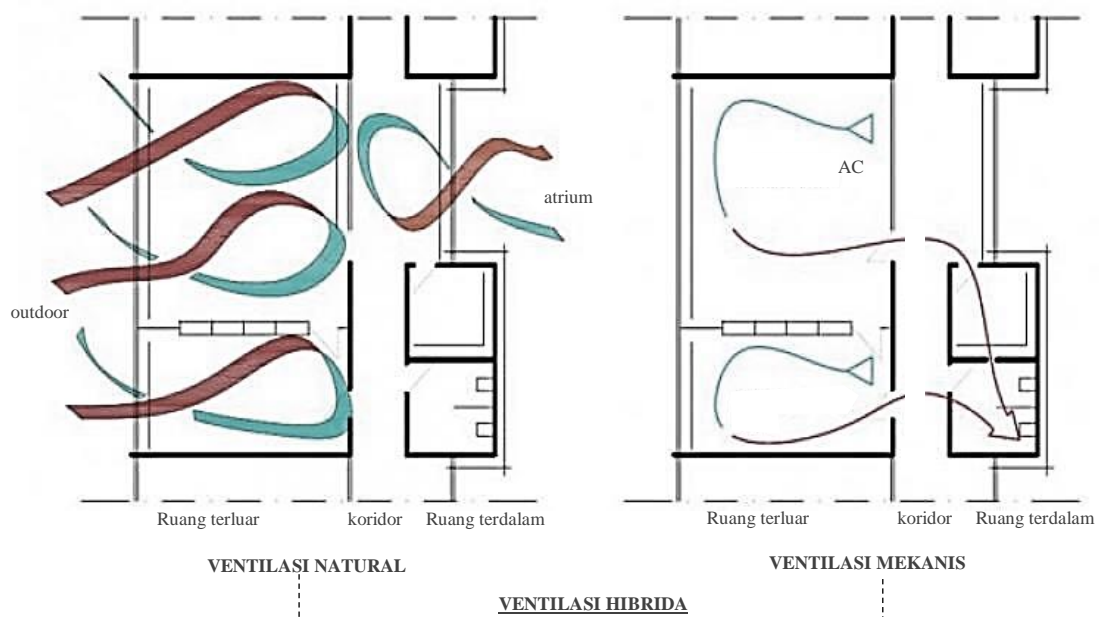 outdoor
atrium
AC
Ruang terluar
koridor
Ruang terdalam
Ruang terluar
koridor
Ruang terdalam
VENTILASI NATURAL
VENTILASI MEKANIS
VENTILASI HIBRIDA